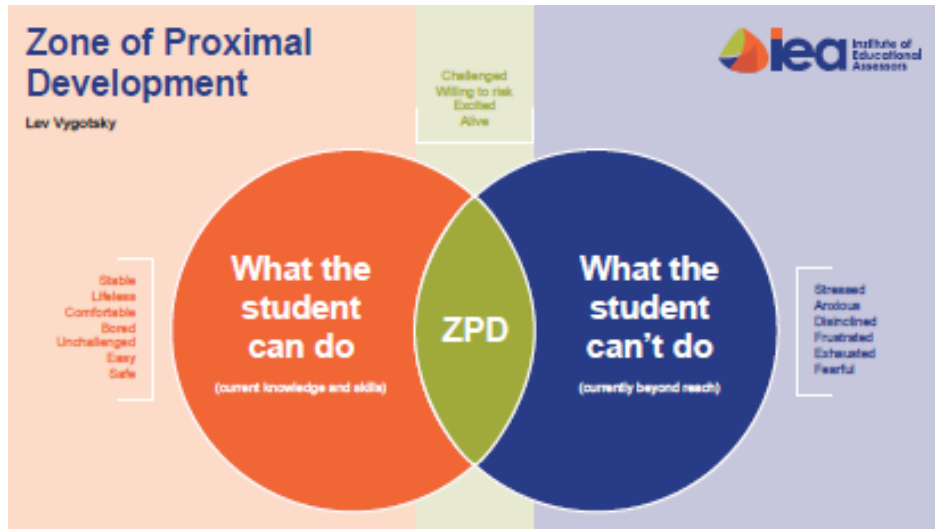 Zone of Proximal
Development
Lev Vygotsky
iea
Institute of
Educational
Assessors
Challenged
Willing to risk
Excited
Alive
Stable
Lifeless
Comfortable
Bored
Unchallenged
Easy
Safe
What the
student
can do
(current knowledge and skills)
ZPD
What the
student
can't do
(currently beyond reach)
Stressed
Anxious
Disinclined
Frustrated
Exhausted
Fearful